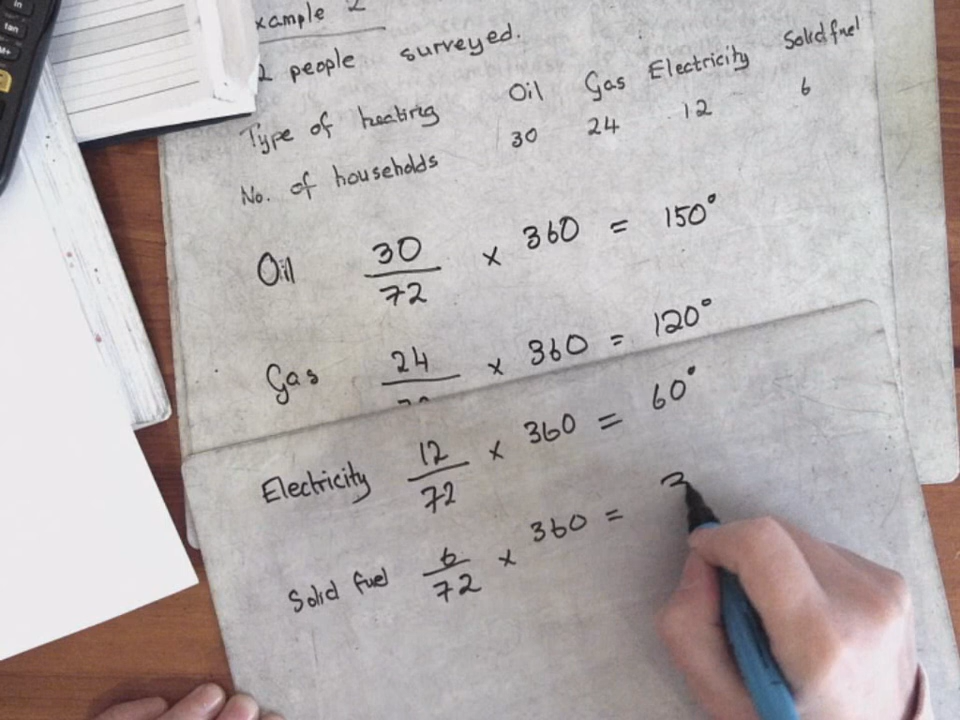 xample 2
2 people surveyed.
Type of heating Oil Gas Electricity Solid fuel
No. of households 30 24 12 6
Oil 30/72 × 360 = 150°
Gas 24 × 360 = 120°
Electricity 12/72 × 360 = 60°
Solid fuel 6/72 × 360 =
in
tan
M+